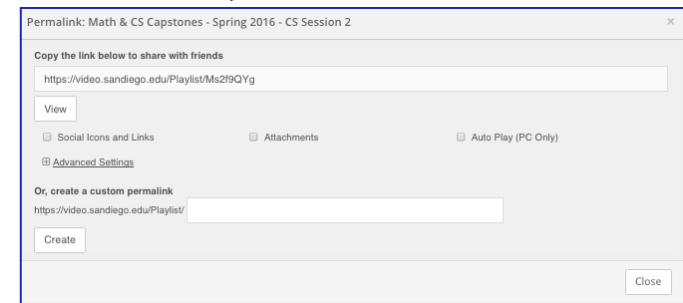 Permalink: Math & CS Capstones - Spring 2016 - CS Session 2 ×
Copy the link below to share with friends
https://video.sandiego.edu/Playlist/Ms2f9QYg
View
Social Icons and Links Attachments Auto Play (PC Only)
Advanced Settings
Or, create a custom permalink
https://video.sandiego.edu/Playlist/
Create
Close